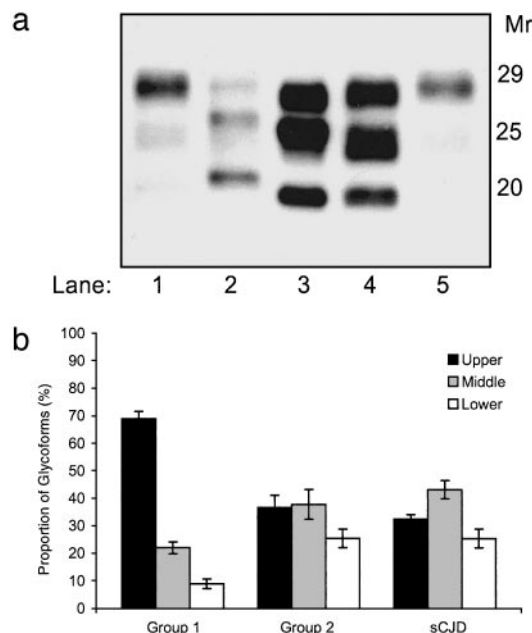 a
Mr
29
25
20
Lane: 1 2 3 4 5
b
100
90
80
70
60
50
40
30
20
10
0
Proportion of Glycoforms (%)
Upper
Middle
Lower
Group 1 Group 2 sCJD